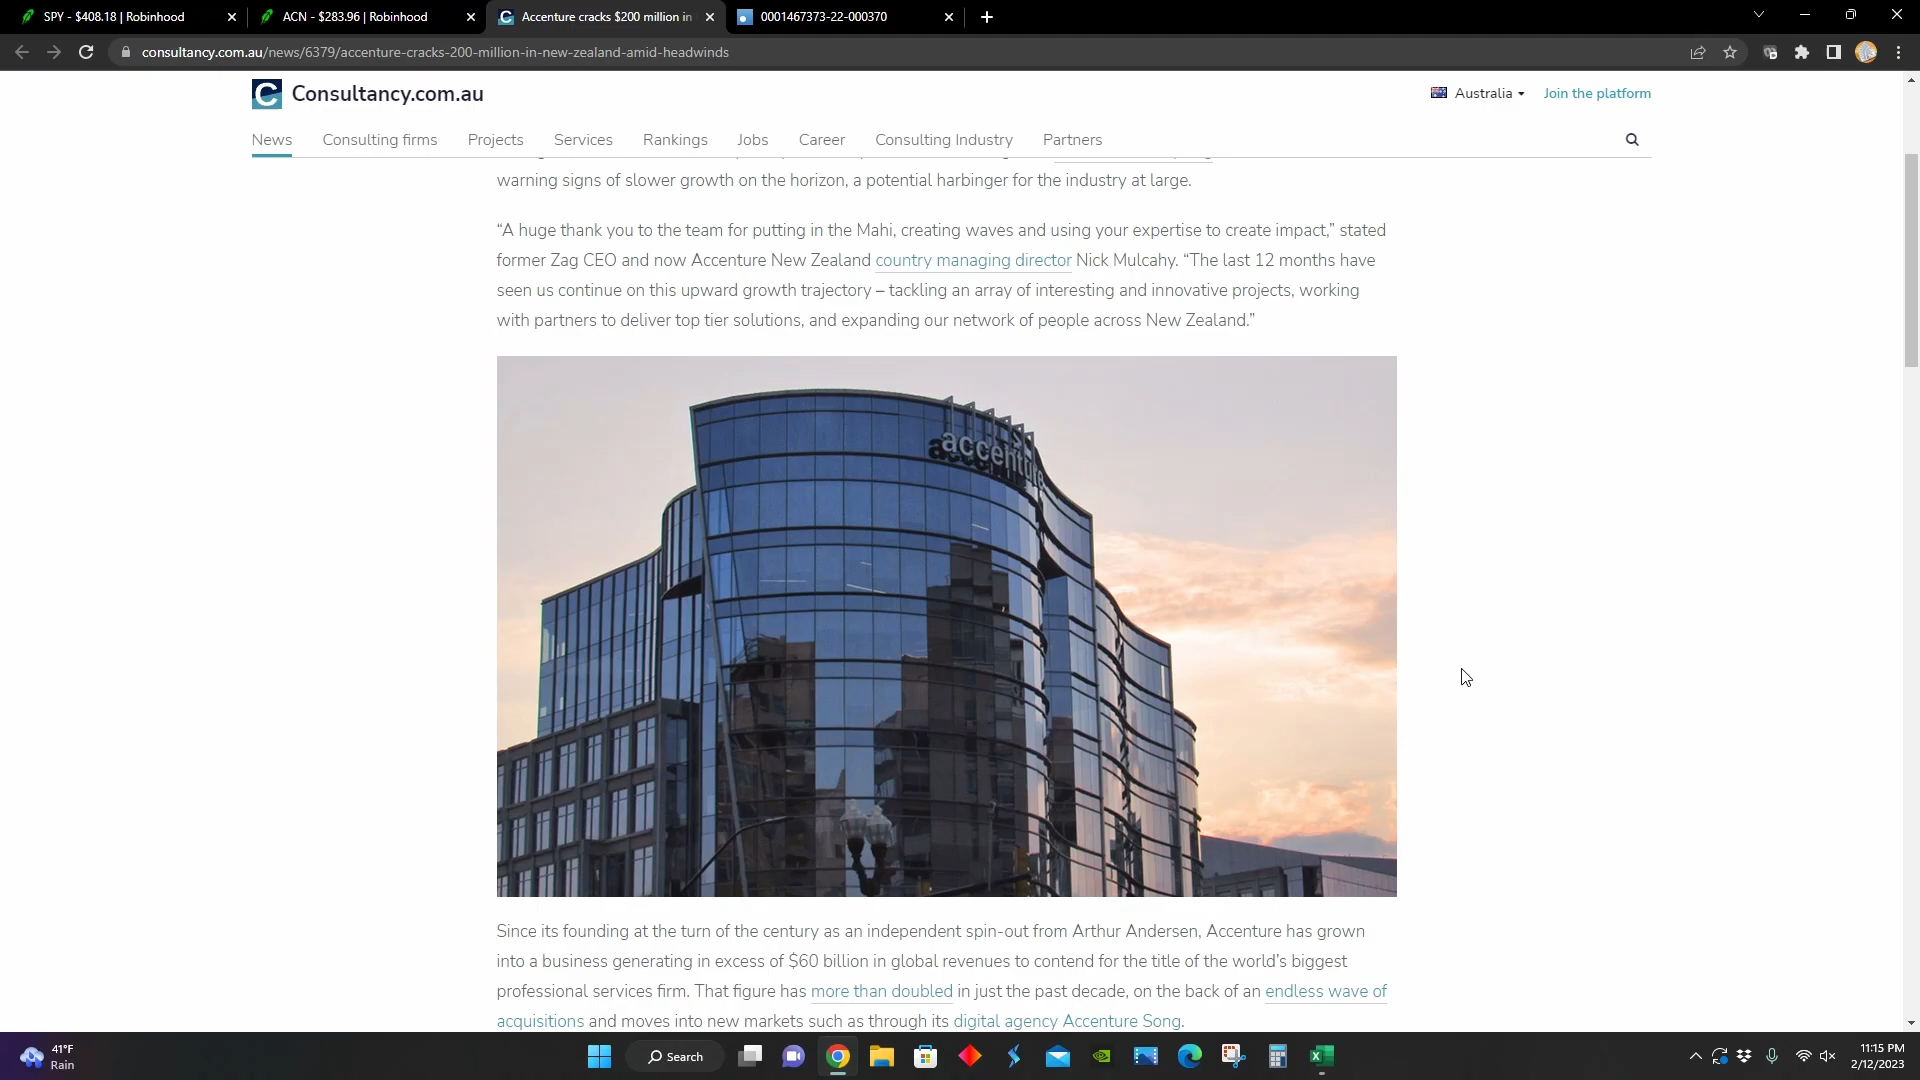 SPY - $408.18 | Robinhood
ACN - $283.96 | Robinhood
Accenture cracks $200 million in
0001467373-22-000370
consultancy.com.au/news/6379/accenture-cracks-200-million-in-new-zealand-amid-headwinds
Consultancy.com.au
Australia
Join the platform
News
Consulting firms
Projects
Services
Rankings
Jobs
Career
Consulting Industry
Partners
warning signs of slower growth on the horizon, a potential harbinger for the industry at large.
“A huge thank you to the team for putting in the Mahi, creating waves and using your expertise to create impact,” stated
former Zag CEO and now Accenture New Zealand country managing director Nick Mulcahy. “The last 12 months have
seen us continue on this upward growth trajectory – tackling an array of interesting and innovative projects, working
with partners to deliver top tier solutions, and expanding our network of people across New Zealand.”
accenture
Since its founding at the turn of the century as an independent spin-out from Arthur Andersen, Accenture has grown
into a business generating in excess of $60 billion in global revenues to contend for the title of the world's biggest
professional services firm. That figure has more than doubled in just the past decade, on the back of an endless wave of
acquisitions and moves into new markets such as through its digital agency Accenture Song.
41°F
Rain
Search
11:15 PM
2/12/2023